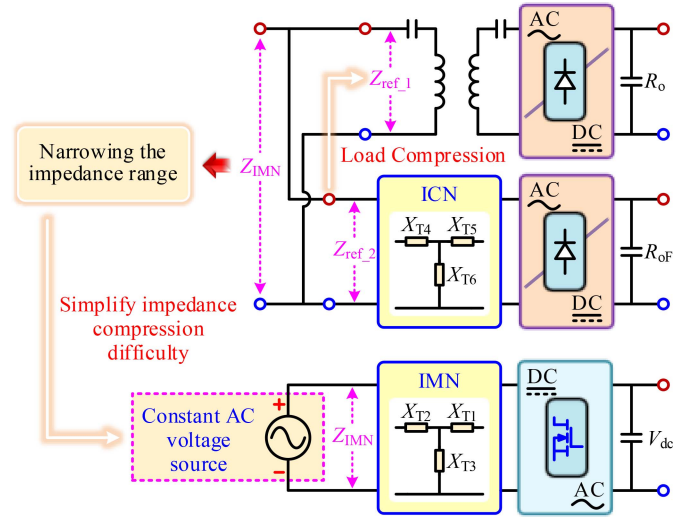 AC
DC
Z_ref_1
R_o
Load Compression
Narrowing the
impedance range
Z_IMN
ICN
X_T4
X_T5
X_T6
Z_ref_2
AC
DC
R_oF
Simplify impedance
compression
difficulty
Constant AC
voltage
source
+
−
Z_IMN
IMN
X_T2
X_T1
X_T3
DC
AC
V_dc